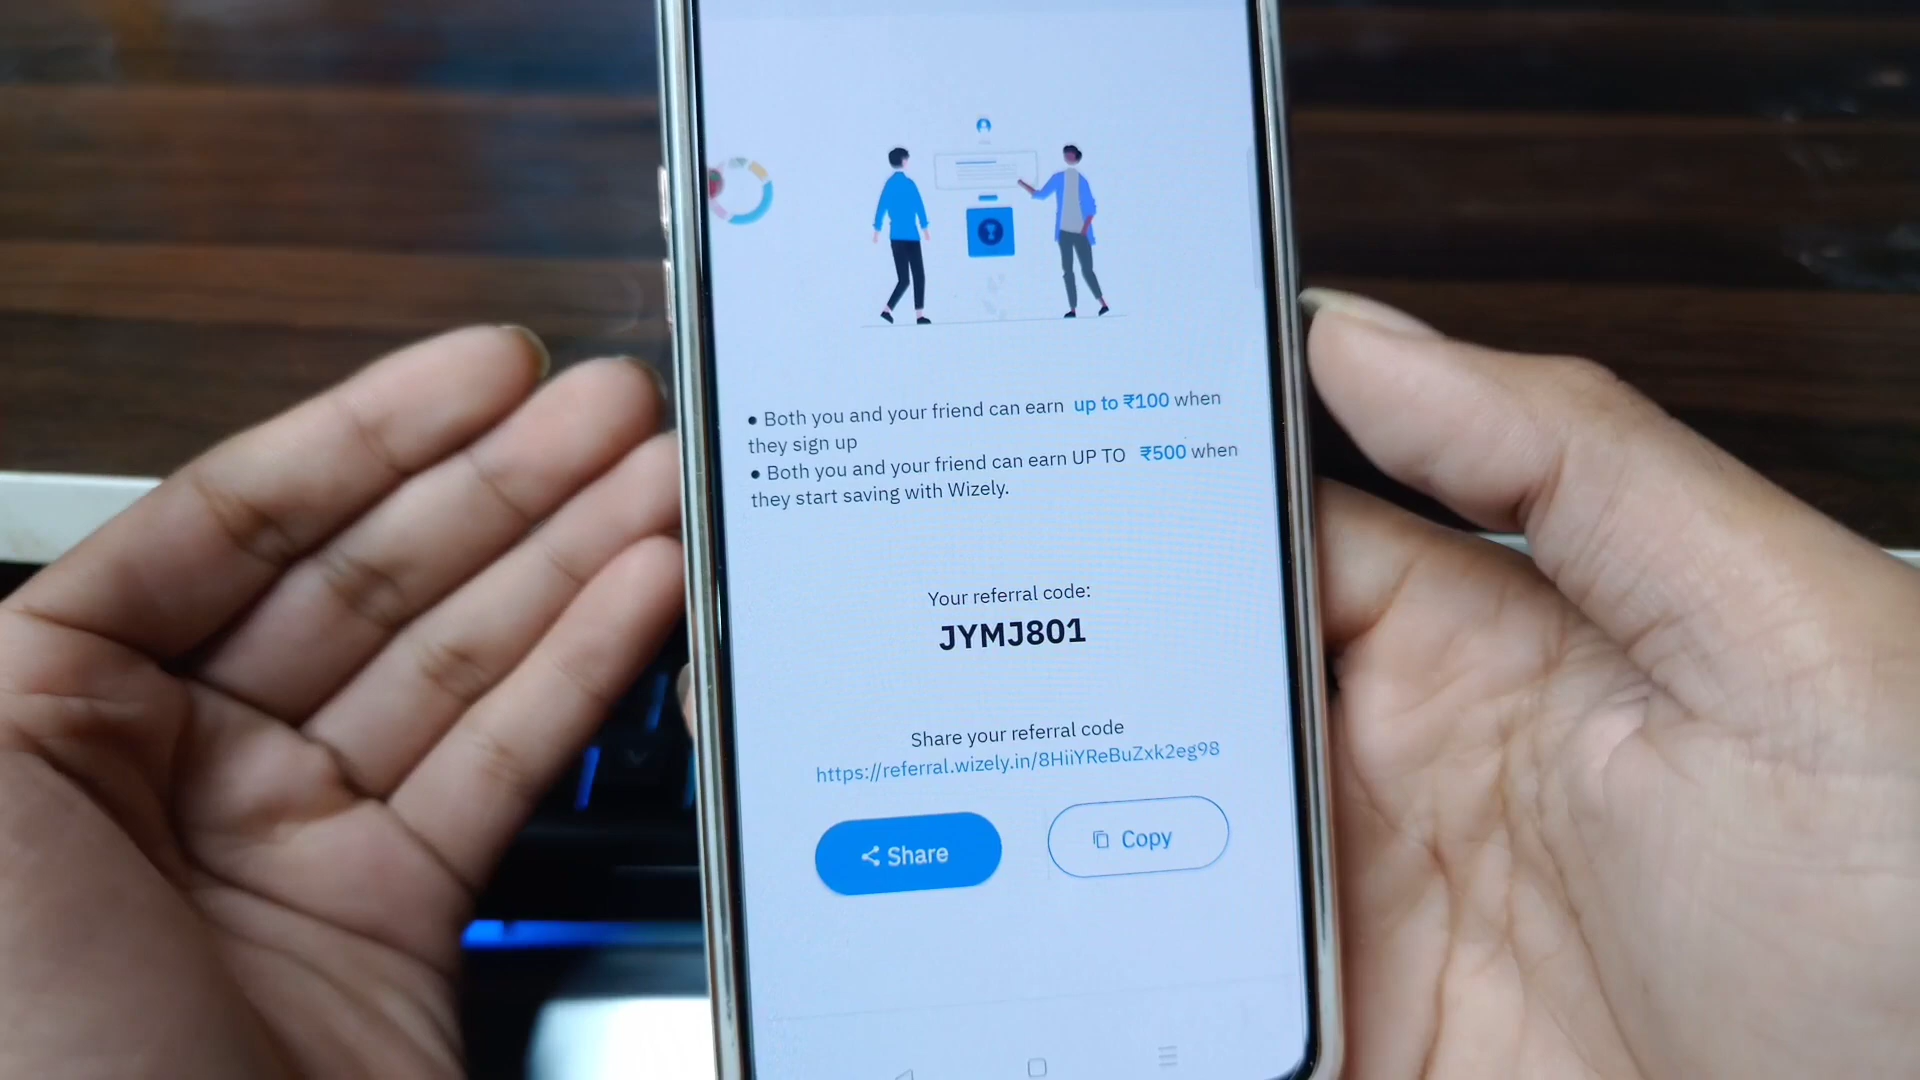 • Both you and your friend can earn up to ₹100 when
they sign up
• Both you and your friend can earn UP TO ₹500 when
they start saving with Wizely.
Your referral code:
JYMJ801
Share your referral code
https://referral.wizely.in/8HiiYReBuZxk2eg98
Share
Copy